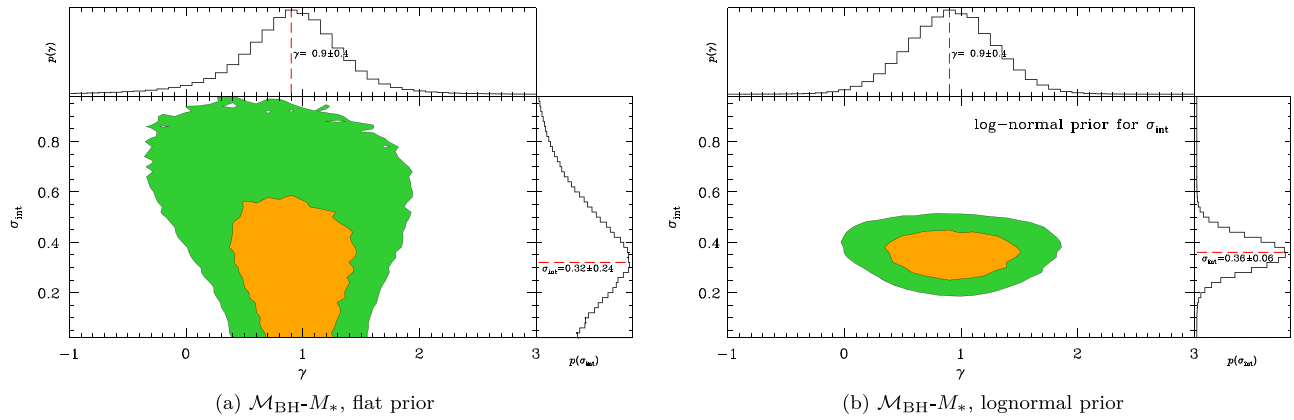 p(γ)
γ= 0.9±0.4
σint
0.8
0.6
0.4
0.2
σint=0.32±0.24
-1
0
1
2
3
γ
p(σint)
(a) MBH-M*, flat prior
p(γ)
γ= 0.9±0.4
log-normal prior for σint
σint
0.8
0.6
0.4
0.2
σint=0.36±0.06
-1
0
1
2
3
γ
p(σint)
(b) MBH-M*, lognormal prior